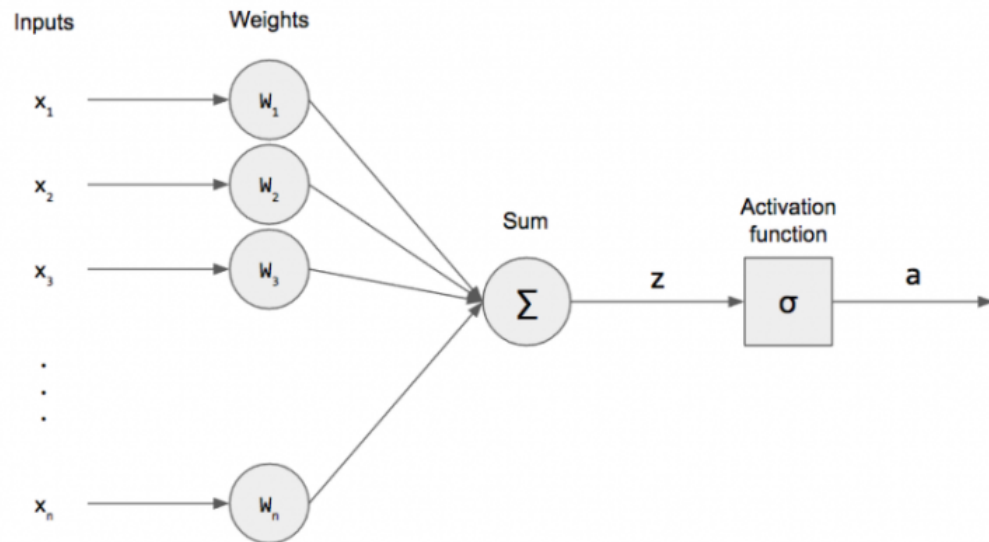 Inputs
Weights
x₁
W₁
x₂
W₂
x₃
W₃
Sum
Σ
z
Activation
function
σ
a
.
.
.
xₙ
Wₙ